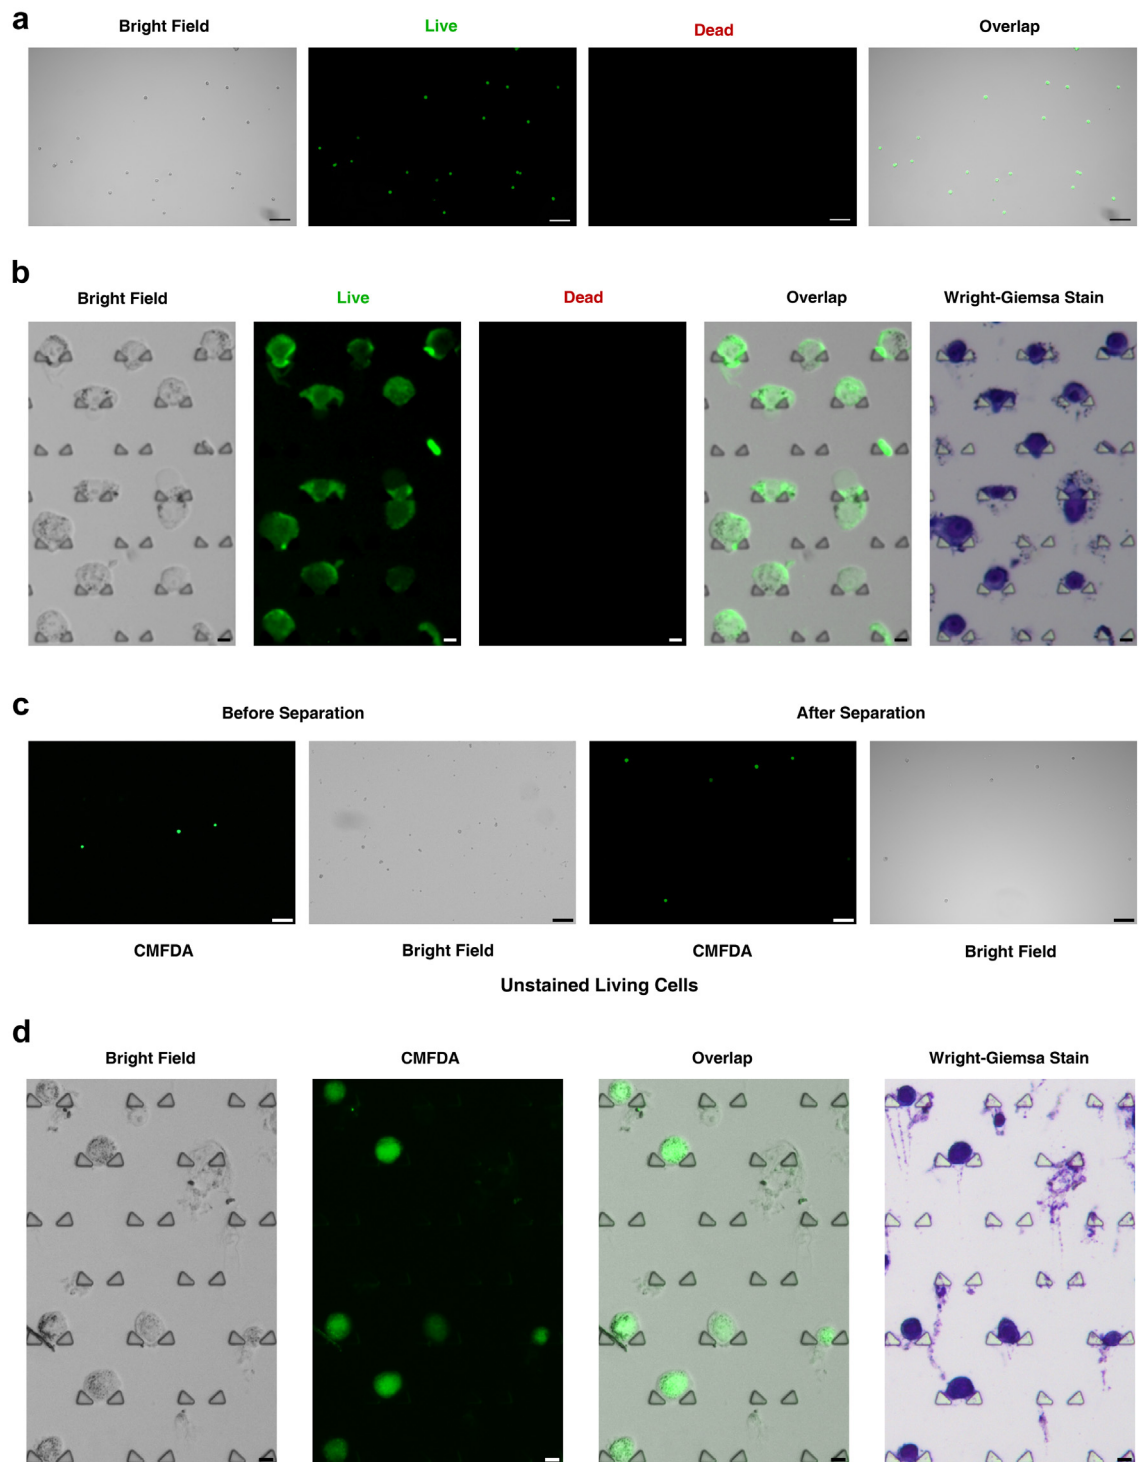 a
Bright Field Live Dead Overlap
b
Bright Field Live Dead Overlap Wright-Giemsa Stain
c
Before Separation After Separation
CMFDA Bright Field CMFDA Bright Field
Unstained Living Cells
d
Bright Field CMFDA Overlap Wright-Giemsa Stain